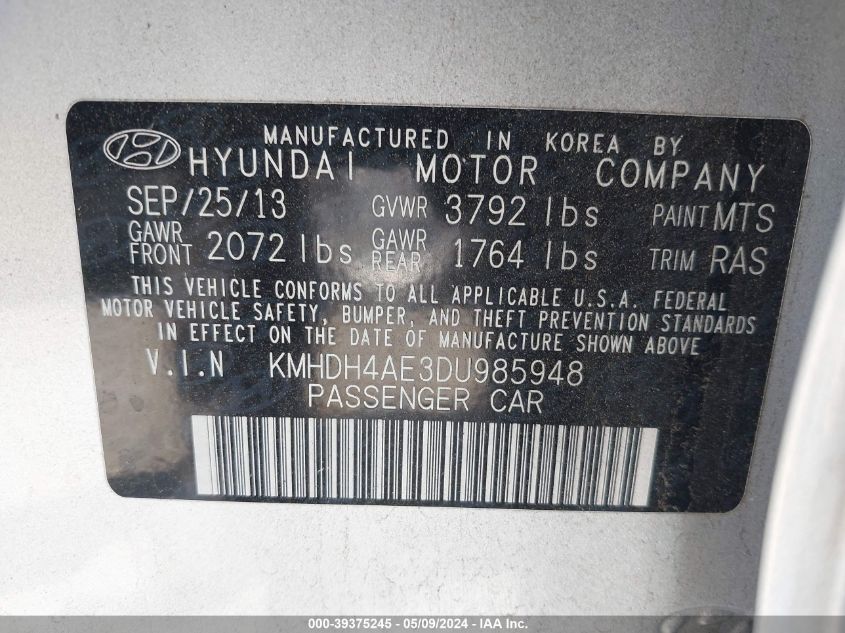 MANUFACTURED IN KOREA BY
HYUNDAI MOTOR COMPANY
SEP/25/13 GVWR 3792 lbs PAINT MTS
GAWR FRONT 2072 lbs GAWR REAR 1764 lbs TRIM RAS
THIS VEHICLE CONFORMS TO ALL APPLICABLE U.S.A. FEDERAL
MOTOR VEHICLE SAFETY, BUMPER, AND THEFT PREVENTION STANDARDS
IN EFFECT ON THE DATE OF MANUFACTURE SHOWN ABOVE
V.I.N KMHDH4AE3DU985948
PASSENGER CAR
000-39375245 - 05/09/2024 - IAA Inc.